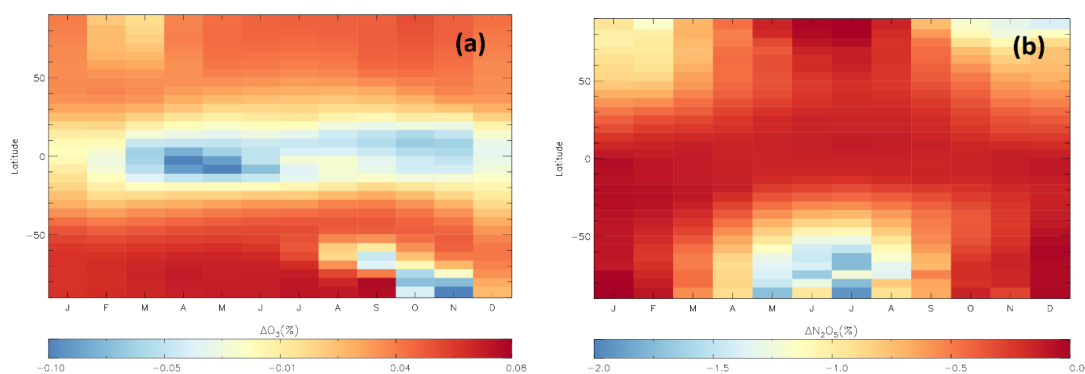 (a)
Latitude
50
0
-50
J F M A M J J A S O N D
ΔO₃(%)
-0.10 -0.05 -0.01 0.04 0.08
(b)
Latitude
50
0
-50
J F M A M J J A S O N D
ΔN₂O₅(%)
-2.0 -1.5 -1.0 -0.5 0.0